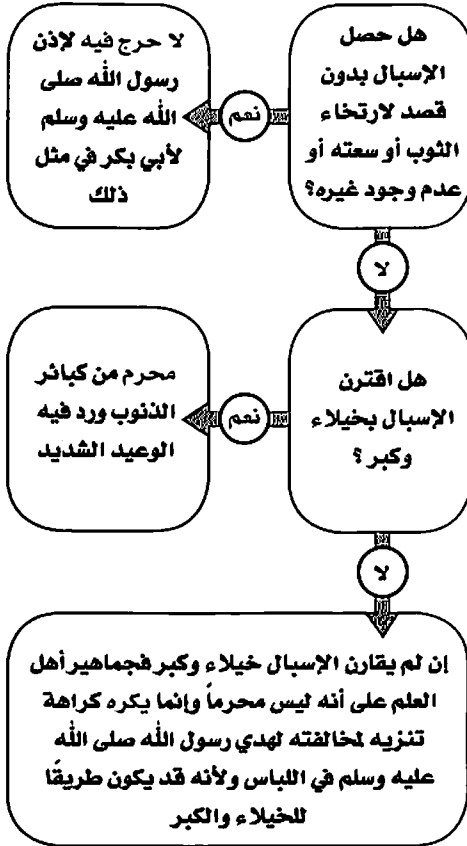 هل حصل
الإسبال بدون
قصد لارتخاء
الثوب أو سعته أو
عدم وجود غيره؟
نعم
لا حرج فيه لإذن
رسول الله صلى
الله عليه وسلم
لأبي بكر في مثل
ذلك
لا
هل اقترن
الإسبال بخيلاء
وكبر؟
نعم
محرم من كبائر
الذنوب ورد فيه
الوعيد الشديد
لا
إن لم يقارن الإسبال خيلاء وكبر فجماهير أهل
العلم على أنه ليس محرماً وإنما يكره كراهة
تنزيه لمخالفته لهدي رسول الله صلى الله
عليه وسلم في اللباس ولأنه قد يكون طريقًا
للخيلاء والكبر